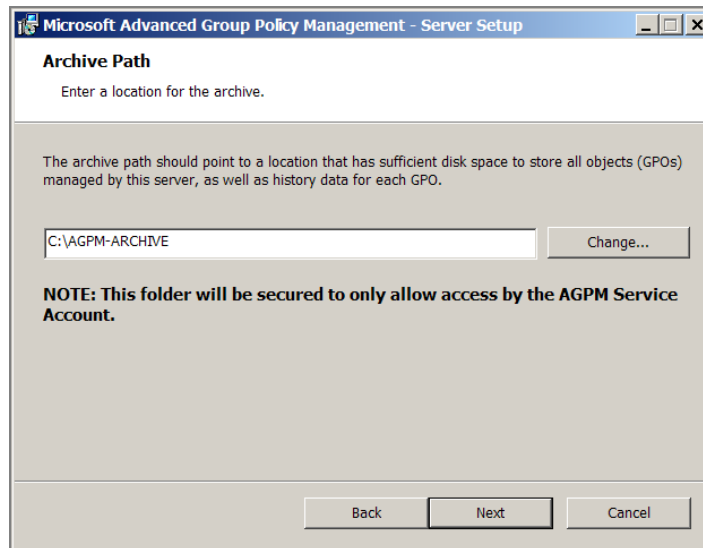 Microsoft Advanced Group Policy Management - Server Setup
Archive Path
Enter a location for the archive.
The archive path should point to a location that has sufficient disk space to store all objects (GPOs)
managed by this server, as well as history data for each GPO.
C:\AGPM-ARCHIVE
Change...
NOTE: This folder will be secured to only allow access by the AGPM Service
Account.
Back Next Cancel